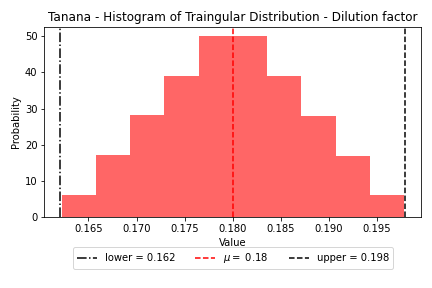 Tanana - Histogram of Traingular Distribution - Dilution factor
Probability
50
40
30
20
10
0
0.165 0.170 0.175 0.180 0.185 0.190 0.195
Value
lower = 0.162 μ = 0.18 upper = 0.198